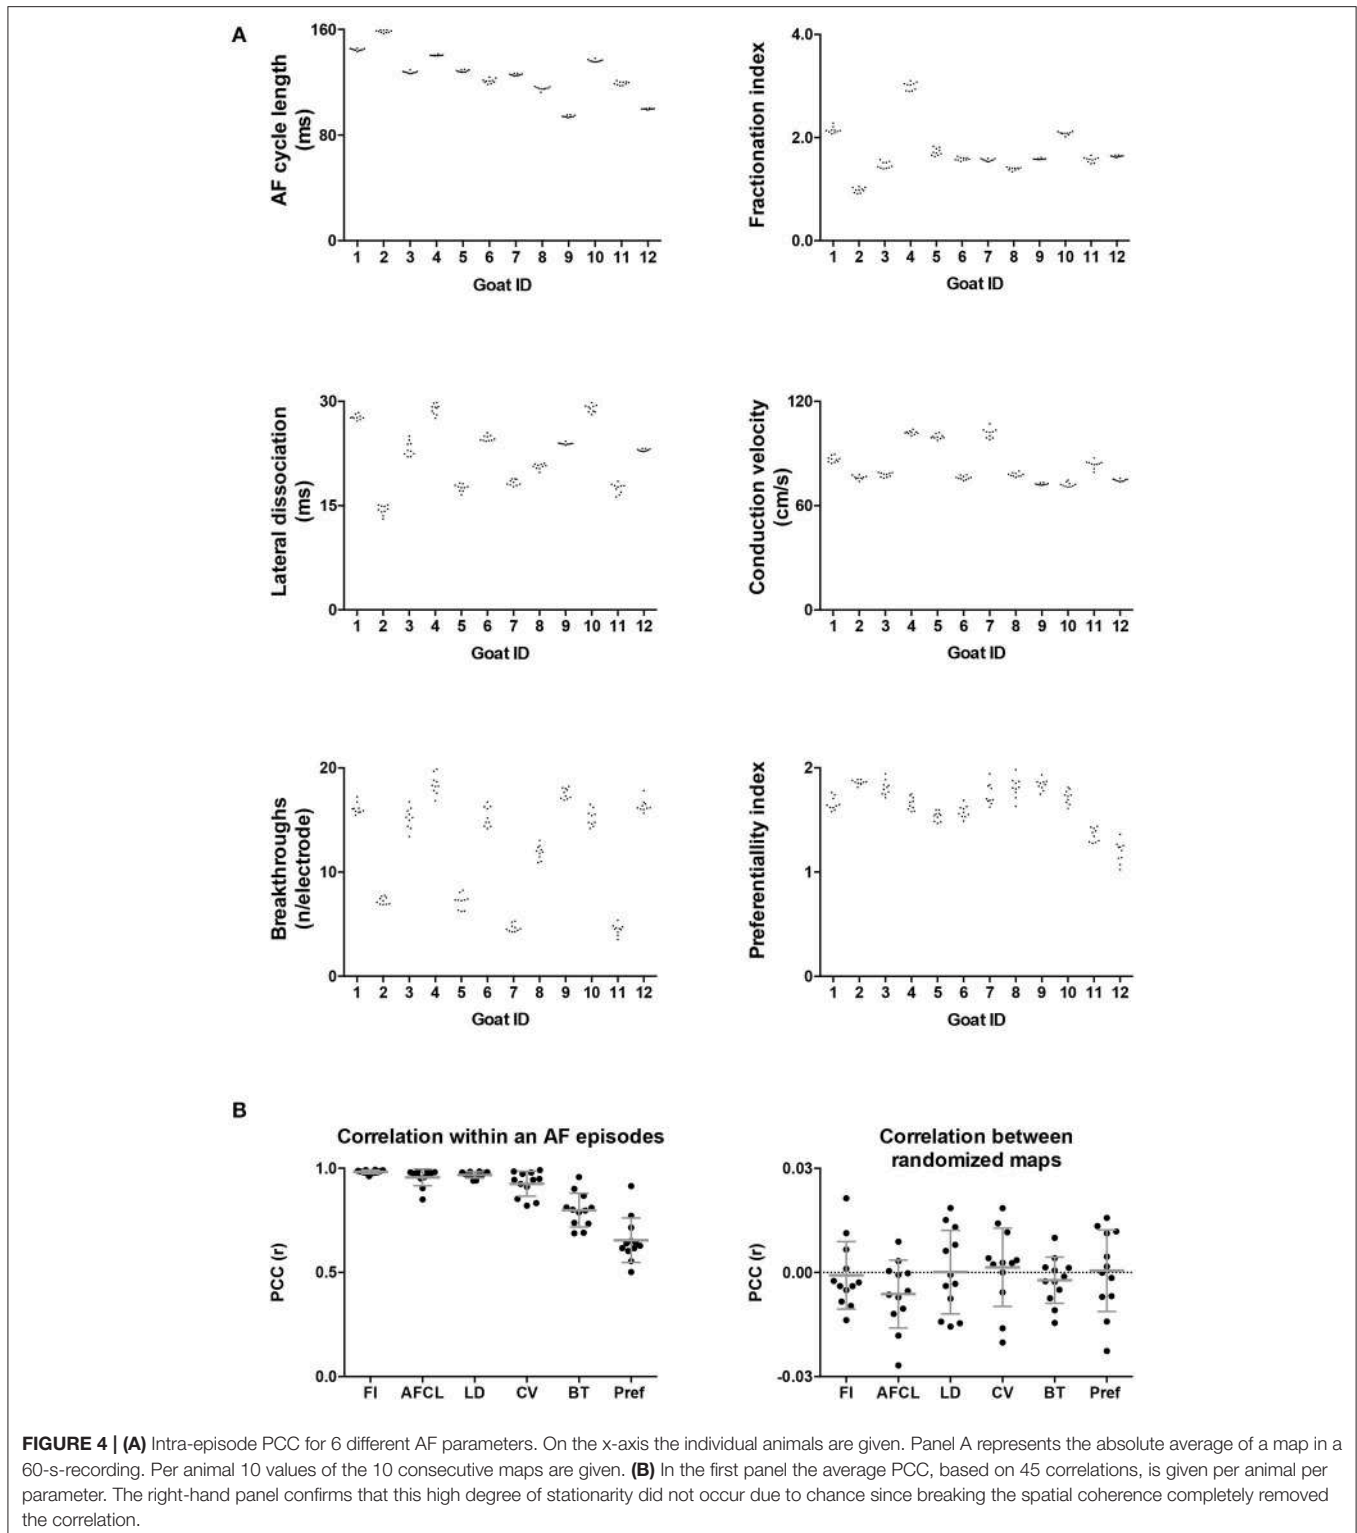 A
AF cycle length
(ms)
160
80
0
1 2 3 4 5 6 7 8 9 10 11 12
Goat ID
Fractionation index
4.0
2.0
0.0
1 2 3 4 5 6 7 8 9 10 11 12
Goat ID
Lateral dissociation
(ms)
30
15
0
1 2 3 4 5 6 7 8 9 10 11 12
Goat ID
Conduction velocity
(cm/s)
120
60
0
1 2 3 4 5 6 7 8 9 10 11 12
Goat ID
Breakthroughs
(n/electrode)
20
10
0
1 2 3 4 5 6 7 8 9 10 11 12
Goat ID
Preferentiallity index
2
1
0
1 2 3 4 5 6 7 8 9 10 11 12
Goat ID
B
Correlation within an AF episodes
PCC (r)
1.0
0.5
0.0
FI AFCL LD CV BT Pref
Correlation between
randomized maps
PCC (r)
0.03
0.00
-0.03
FI AFCL LD CV BT Pref
FIGURE 4 | (A) Intra-episode PCC for 6 different AF parameters. On the x-axis the individual animals are given. Panel A represents the absolute average of a map in a
60-s-recording. Per animal 10 values of the 10 consecutive maps are given. (B) In the first panel the average PCC, based on 45 correlations, is given per animal per
parameter. The right-hand panel confirms that this high degree of stationarity did not occur due to chance since breaking the spatial coherence completely removed
the correlation.